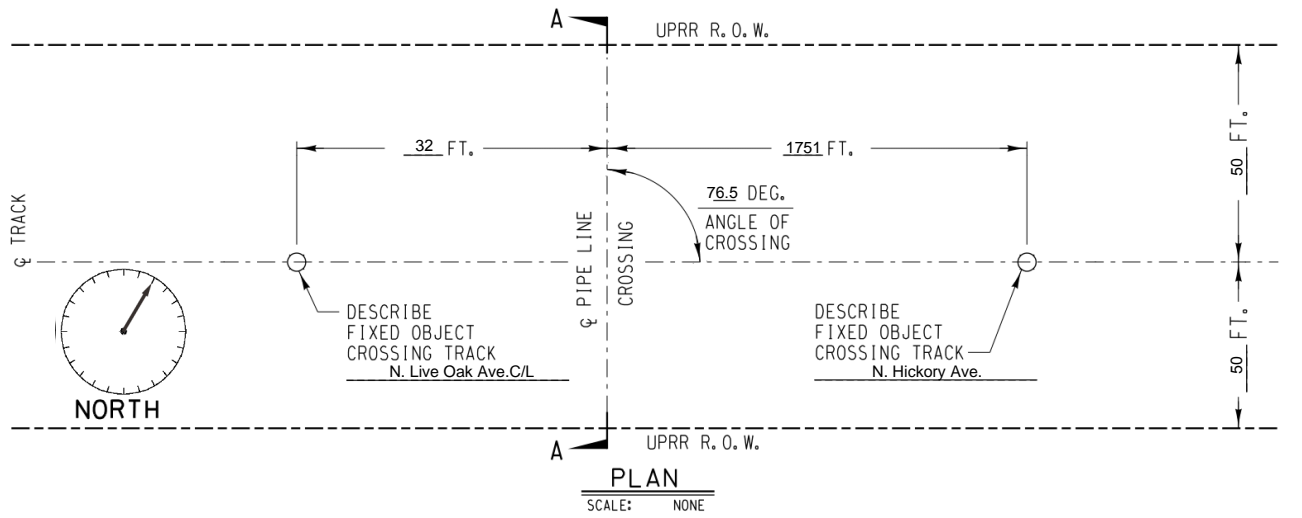 A
UPRR R.O.W.
32 FT.
1751 FT.
50 FT.
76.5 DEG.
ANGLE OF
CROSSING
℄ TRACK
℄ PIPE LINE
CROSSING
DESCRIBE
FIXED OBJECT
CROSSING TRACK
N. Live Oak Ave.C/L
DESCRIBE
FIXED OBJECT
CROSSING TRACK
N. Hickory Ave.
50 FT.
NORTH
A
UPRR R.O.W.
PLAN
SCALE: NONE